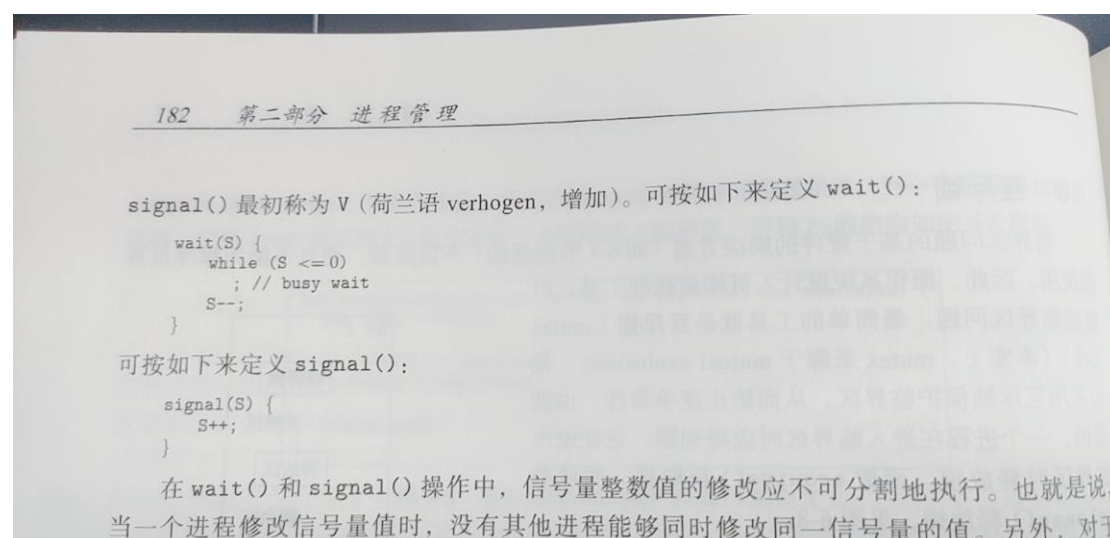 182 第二部分 进程管理
signal()最初称为 V（荷兰语 verhogen，增加）。可按如下来定义 wait()：
wait(S) {
while (S <= 0)
; // busy wait
S--;
}
可按如下来定义 signal()：
signal(S) {
S++;
}
在 wait()和 signal()操作中，信号量整数值的修改应不可分割地执行。也就是说，
当一个进程修改信号量值时，没有其他进程能够同时修改同一信号量的值。另外，对于